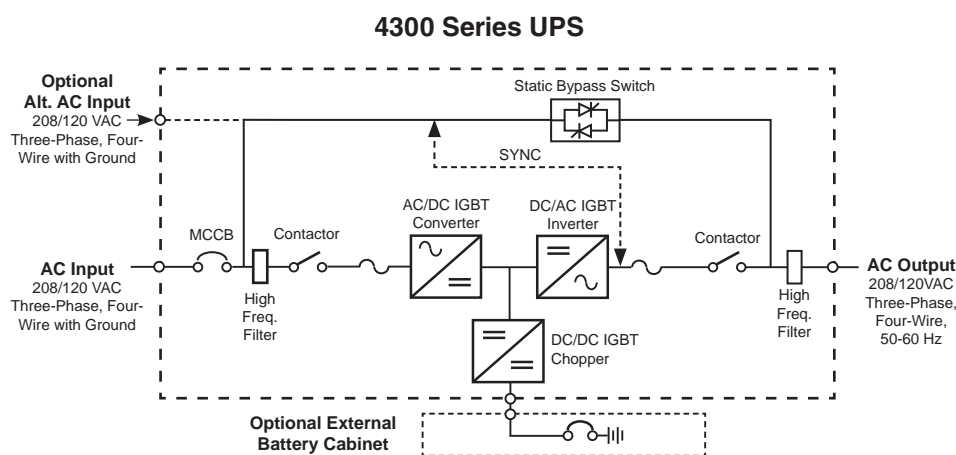 4300 Series UPS
Optional
Alt. AC Input
208/120 VAC
Three-Phase, Four-
Wire with Ground
Static Bypass Switch
SYNC
AC/DC IGBT
Converter
DC/AC IGBT
Inverter
MCCB
Contactor
Contactor
AC Input
208/120 VAC
Three-Phase, Four-
Wire with Ground
High
Freq.
Filter
High
Freq.
Filter
AC Output
208/120VAC
Three-Phase,
Four-Wire,
50-60 Hz
DC/DC IGBT
Chopper
Optional External
Battery Cabinet